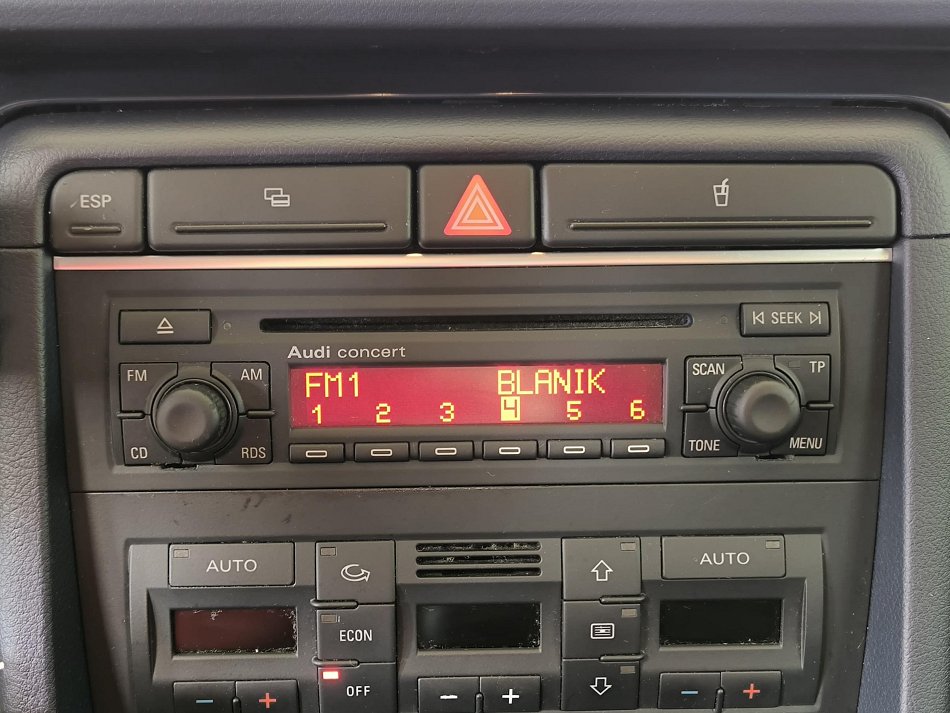 ESP
SEEK
Audi concert
FM AM
FM1 BLANIK
SCAN TP
1 2 3 4 5 6
CD RDS
TONE MENU
AUTO AUTO
ECON
OFF
- + - + - +